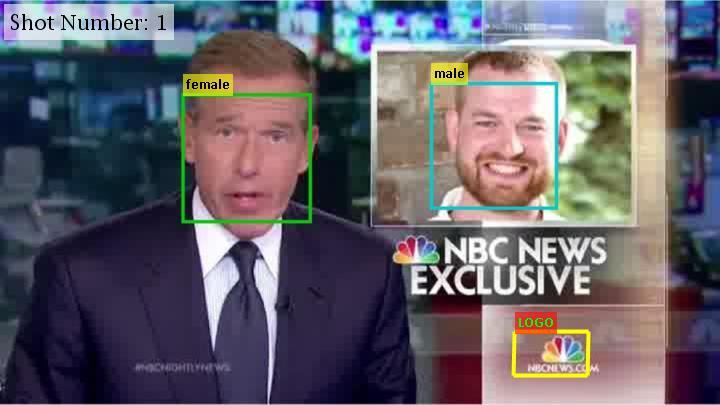 Shot Number: 1
female
male
NBC NEWS
EXCLUSIVE
LOGO
NBCNEWS.COM
#NBCNIGHTLYNEWS